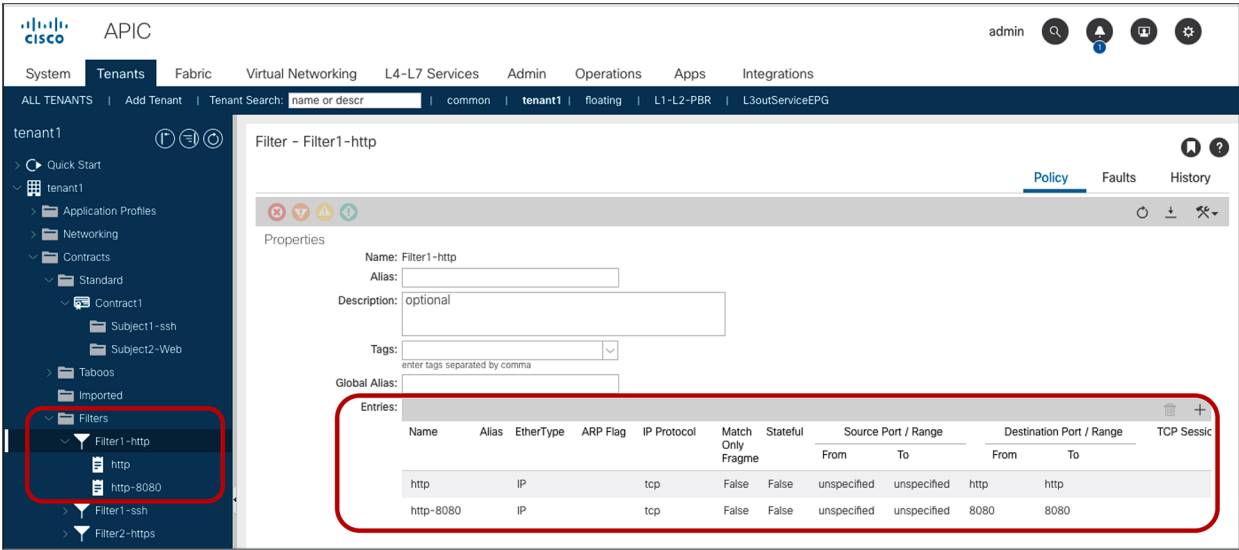 CISCO APIC admin
1
System Tenants Fabric Virtual Networking L4-L7 Services Admin Operations Apps Integrations
ALL TENANTS | Add Tenant | Tenant Search: name or descr | common | tenant1 | floating | L1-L2-PBR | L3outServiceEPG
tenant1
Quick Start
tenant1
Application Profiles
Networking
Contracts
Standard
Contract1
Subject1-ssh
Subject2-Web
Taboos
Imported
Filters
Filter1-http
http
http-8080
Filter1-ssh
Filter2-https
Filter - Filter1-http
Policy Faults History
Properties
Name: Filter1-http
Alias:
Description: optional
Tags:
enter tags separated by comma
Global Alias:
Entries:
Name Alias EtherType ARP Flag IP Protocol Match Only Fragme Stateful Source Port / Range Destination Port / Range TCP Sessic
From To From To
http IP tcp False False unspecified unspecified http http
http-8080 IP tcp False False unspecified unspecified 8080 8080